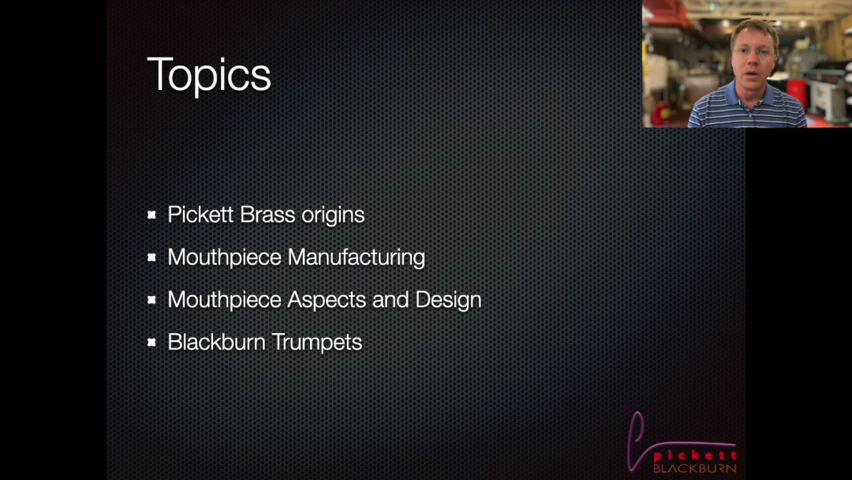 Topics
Pickett Brass origins
Mouthpiece Manufacturing
Mouthpiece Aspects and Design
Blackburn Trumpets
pickett
BLACKBURN